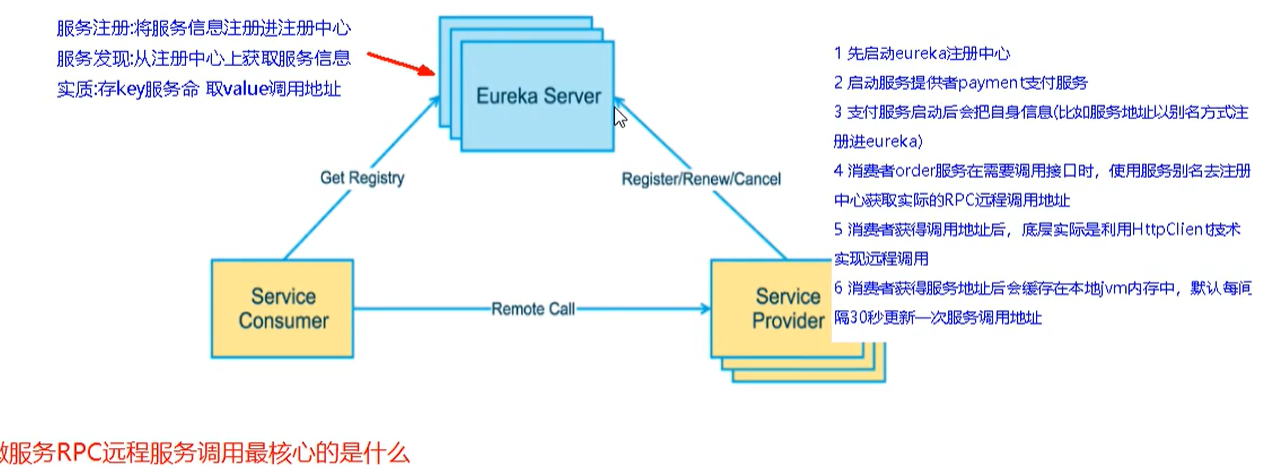 服务注册:将服务信息注册进注册中心
服务发现:从注册中心上获取服务信息
实质:存key服务命 取value调用地址
Eureka Server
Get Registry
Register/Renew/Cancel
Service
Consumer
Remote Call
Service
Provider
1 先启动eureka注册中心
2 启动服务提供者payment支付服务
3 支付服务启动后会把自身信息(比如服务地址以别名方式注
册进eureka)
4 消费者order服务在需要调用接口时，使用服务别名去注册
中心获取实际的RPC远程调用地址
5 消费者获得调用地址后，底层实际是利用HttpClient技术
实现远程调用
6 消费者获得服务地址后会缓存在本地jvm内存中，默认每间
隔30秒更新一次服务调用地址
服务RPC远程服务调用最核心的是什么